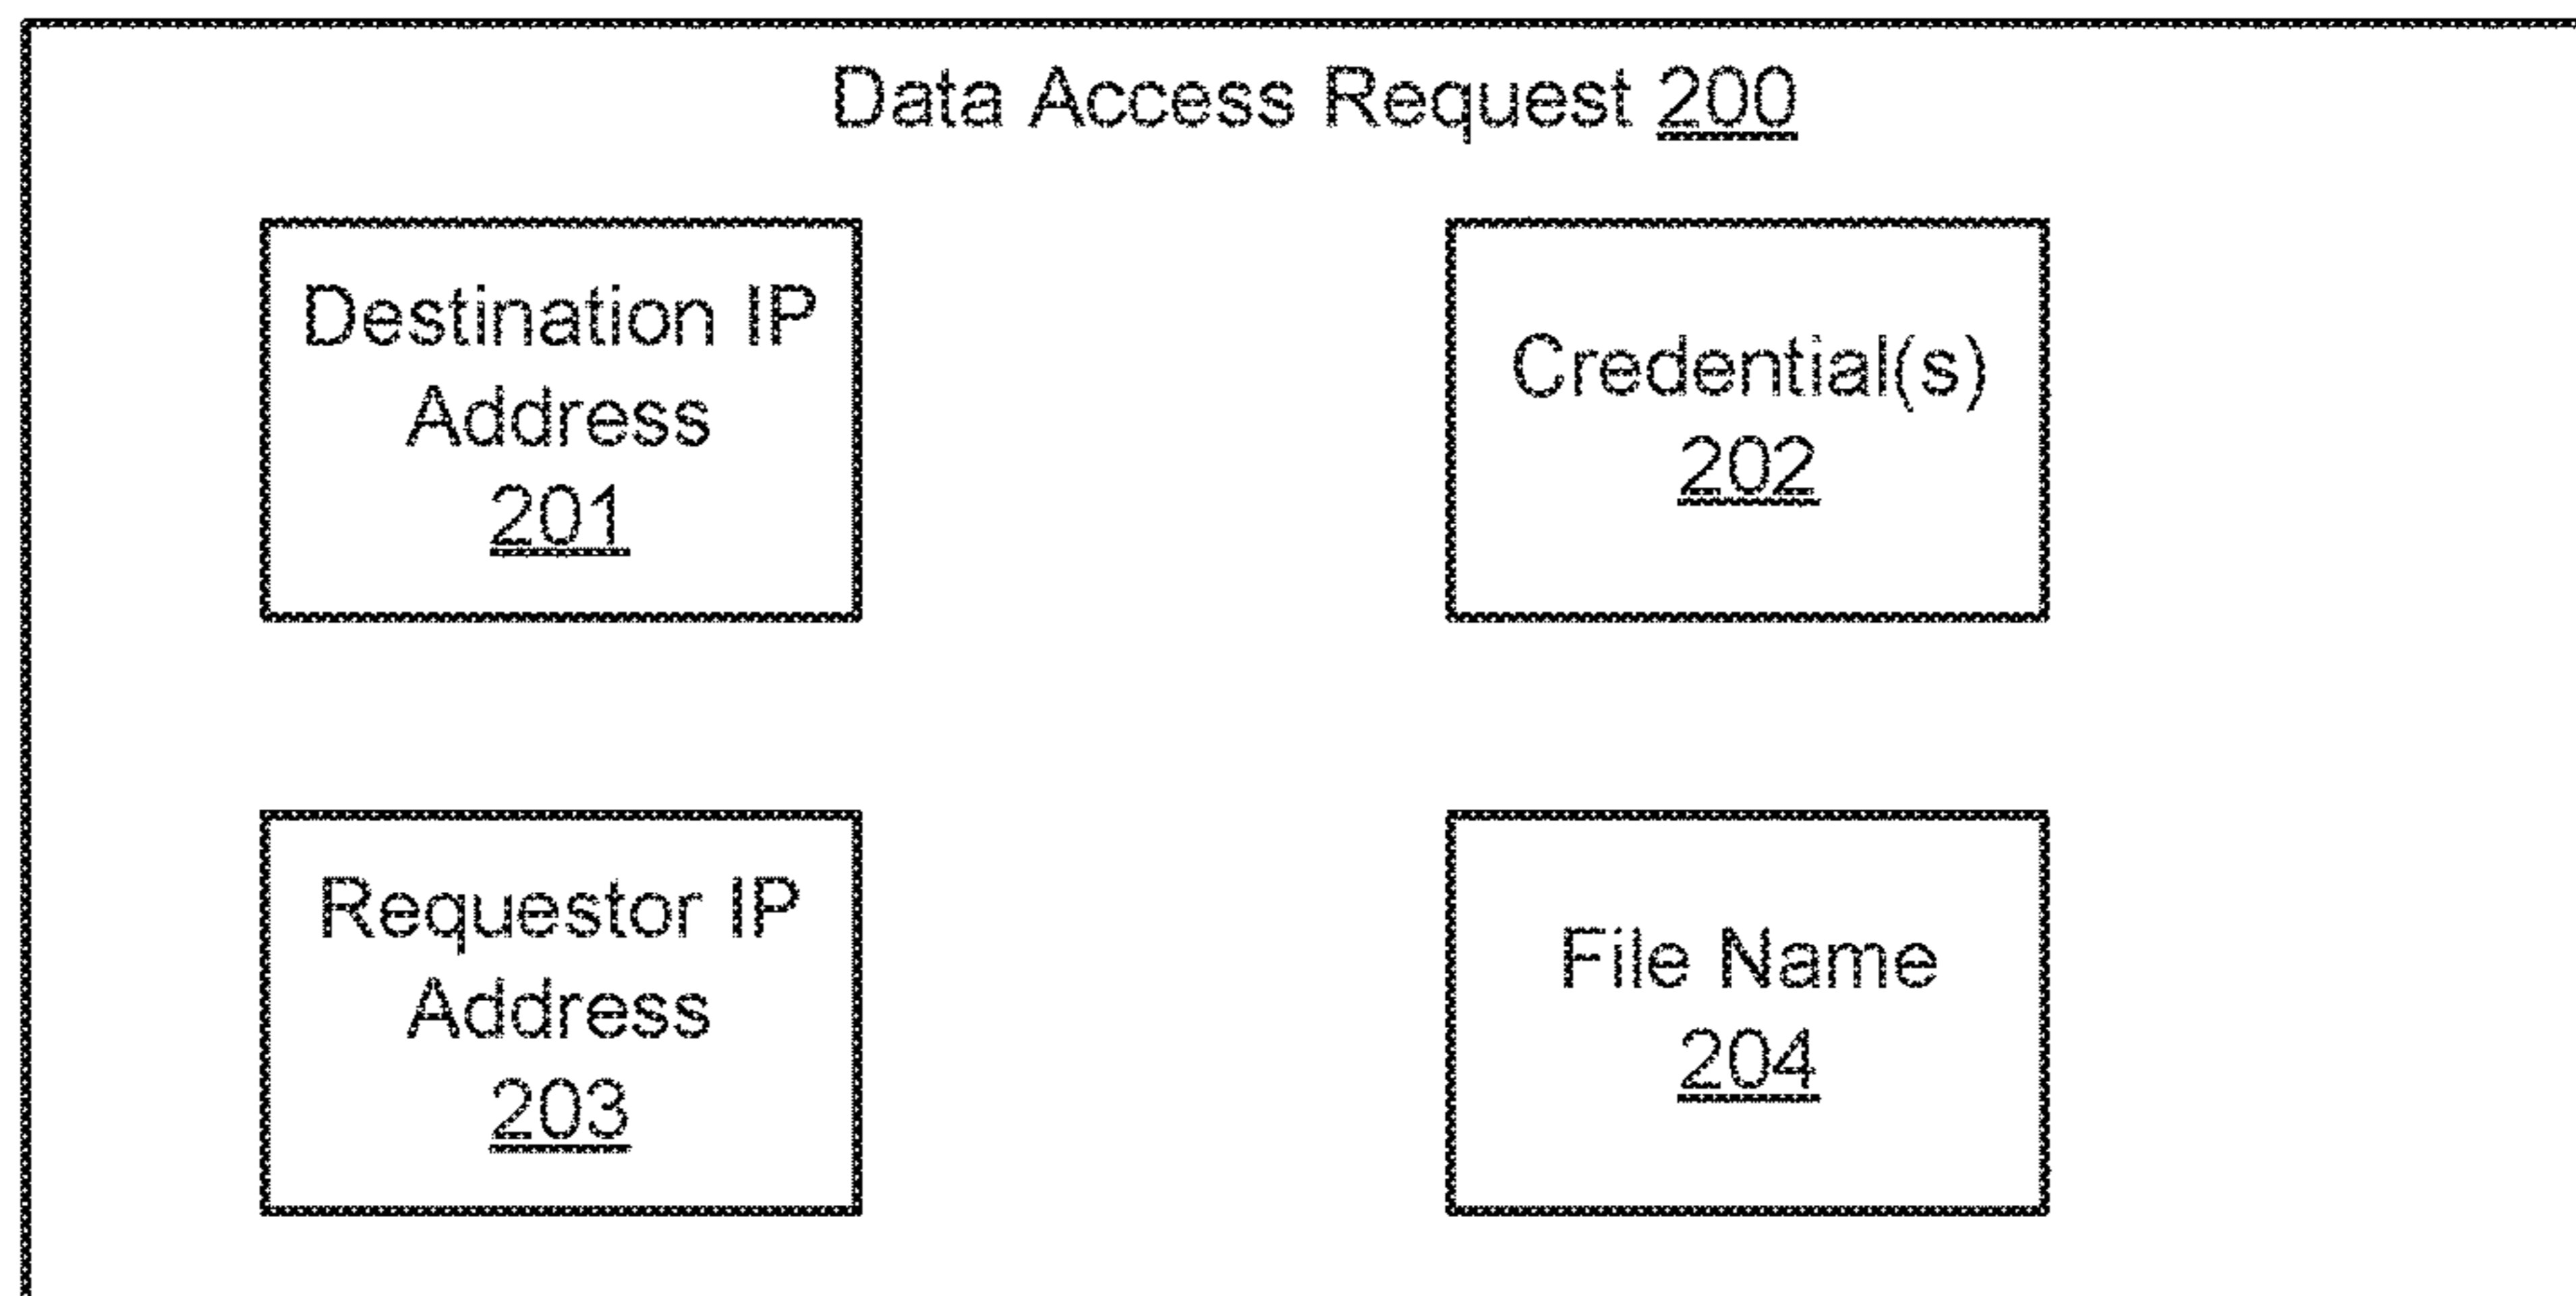 Data Access Request 200
Destination IP
Address
201
Credential(s)
202
Requestor IP
Address
203
File Name
204